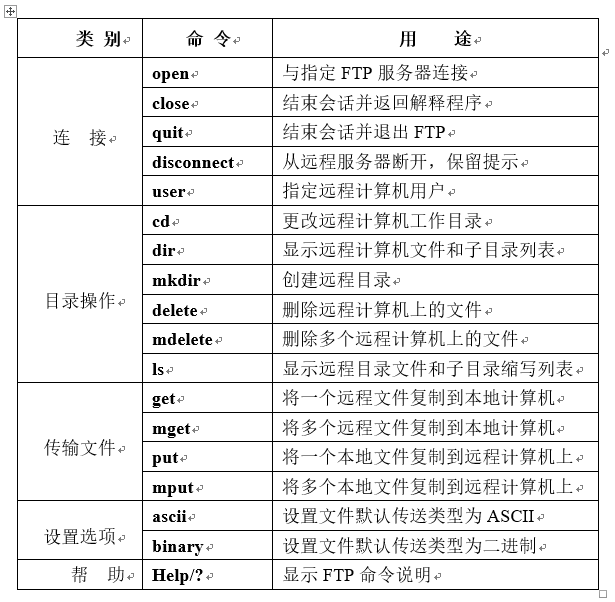 类 别 命 令 用 途
连 接 open 与指定 FTP 服务器连接
close 结束会话并返回解释程序
quit 结束会话并退出 FTP
disconnect 从远程服务器断开，保留提示
user 指定远程计算机用户
目录操作 cd 更改远程计算机工作目录
dir 显示远程计算机文件和子目录列表
mkdir 创建远程目录
delete 删除远程计算机上的文件
mdelete 删除多个远程计算机上的文件
ls 显示远程目录文件和子目录缩写列表
传输文件 get 将一个远程文件复制到本地计算机
mget 将多个远程文件复制到本地计算机
put 将一个本地文件复制到远程计算机上
mput 将多个本地文件复制到远程计算机上
设置选项 ascii 设置文件默认传送类型为 ASCII
binary 设置文件默认传送类型为二进制
帮 助 Help/? 显示 FTP 命令说明